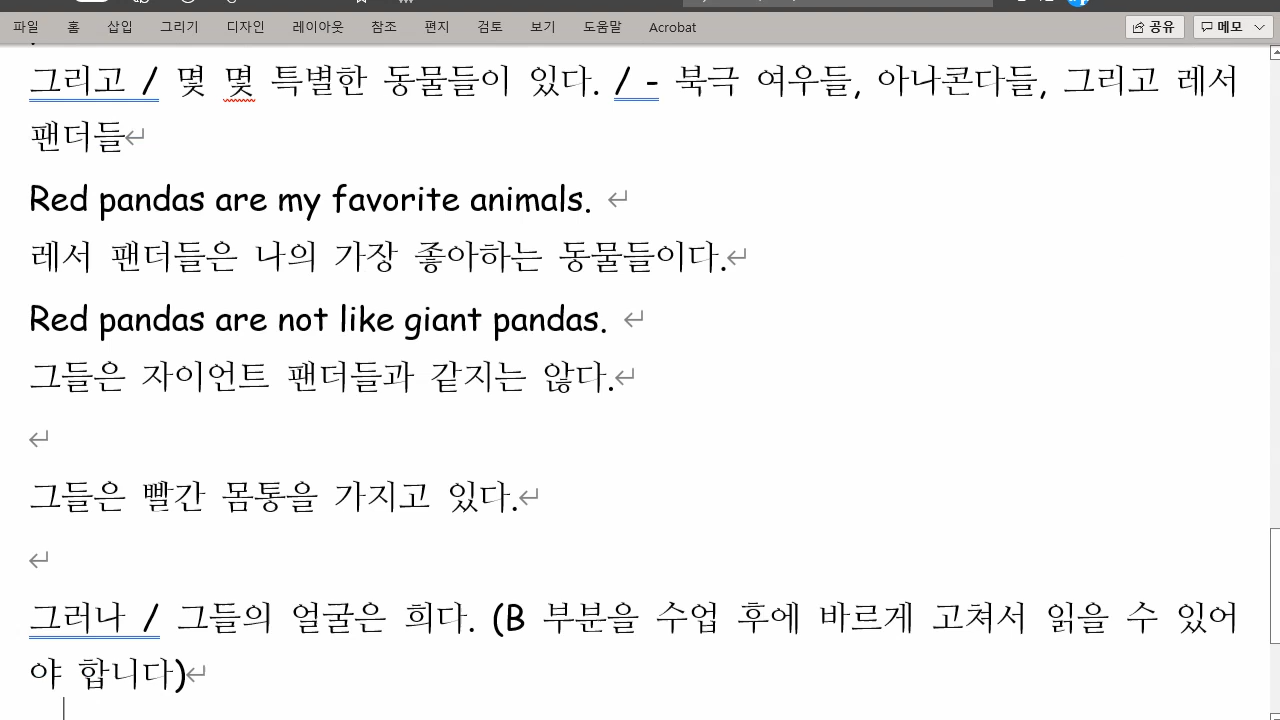 파일 홈 삽입 그리기 디자인 레이아웃 참조 편지 검토 보기 도움말 Acrobat 공유 메모
그리고 / 몇 몇 특별한 동물들이 있다. / - 북극 여우들, 아나콘다들, 그리고 레서
팬더들
Red pandas are my favorite animals.
레서 팬더들은 나의 가장 좋아하는 동물들이다.
Red pandas are not like giant pandas.
그들은 자이언트 팬더들과 같지는 않다.
그들은 빨간 몸통을 가지고 있다.
그러나 / 그들의 얼굴은 희다. (B 부분을 수업 후에 바르게 고쳐서 읽을 수 있어
야 합니다)